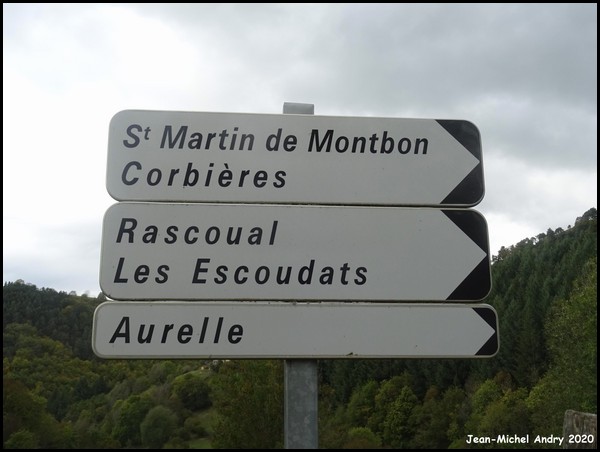 St Martin de Montbon
Corbières
Rascoual
Les Escoudats
Aurelle
Jean-Michel Andry 2020